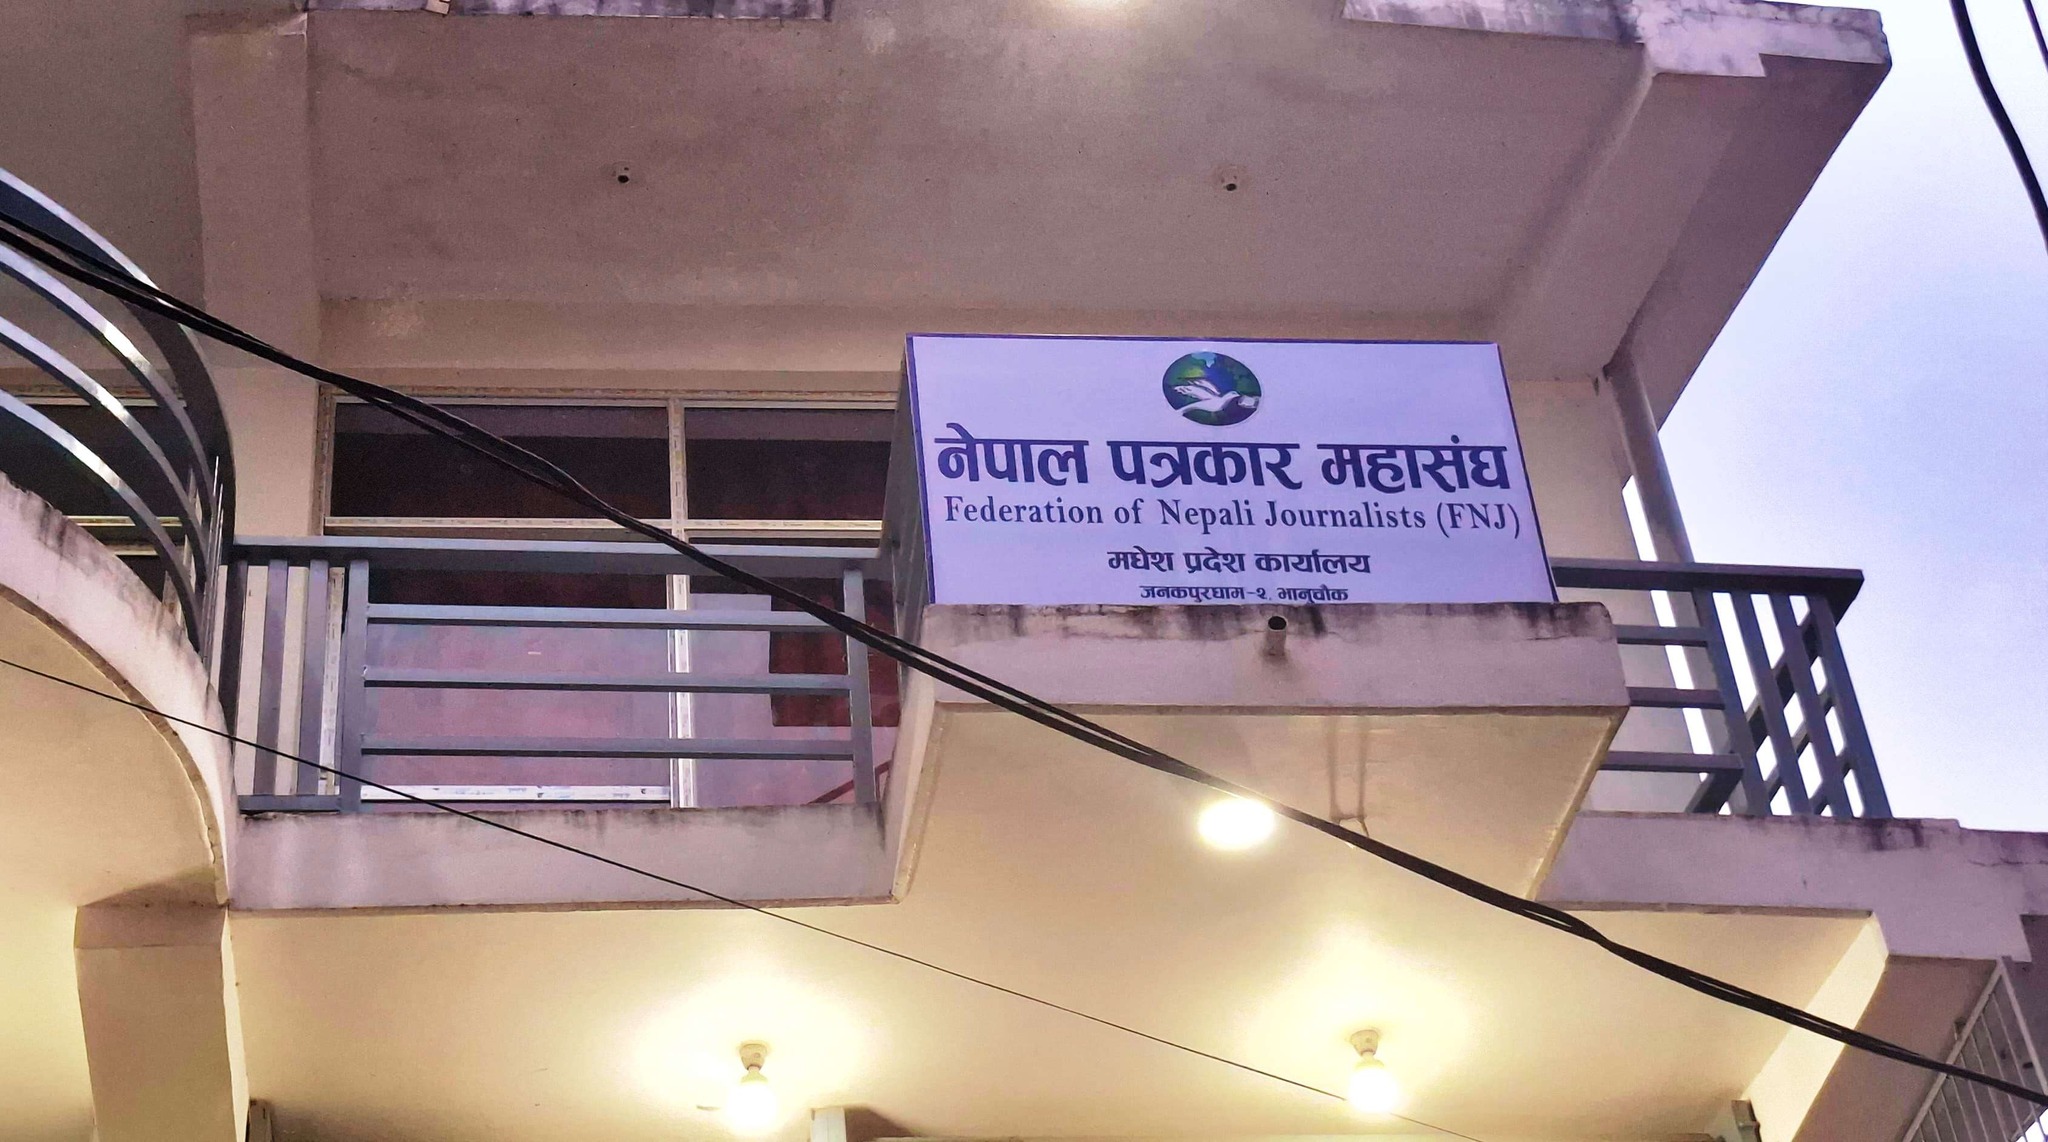 नेपाल पत्रकार महासंघ
Federation of Nepali Journalists (FNJ)
मधेश प्रदेश कार्यालय
जनकपुरधाम-२, भानुचौक